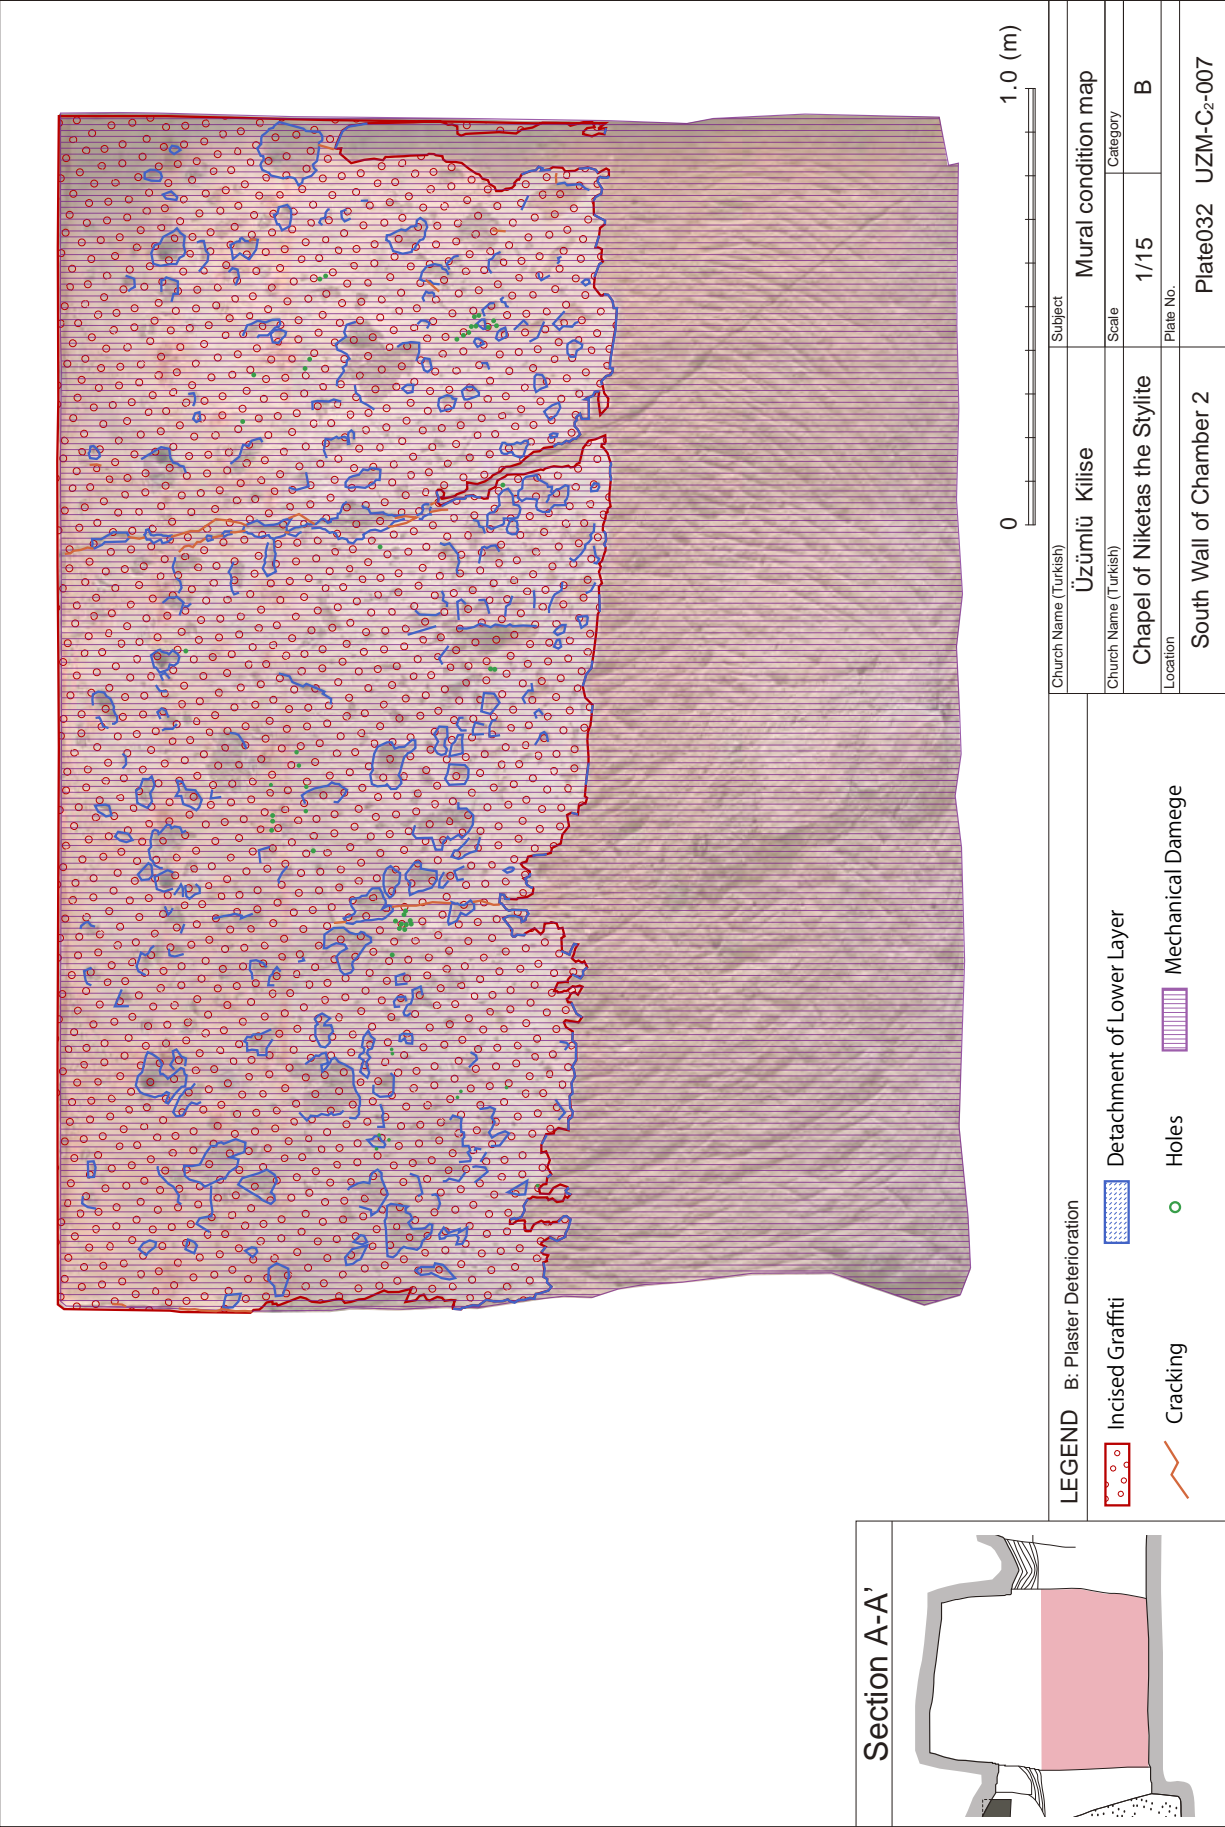 0 1.0 (m)
Section A-A'
LEGEND B: Plaster Deterioration
Incised Graffiti
Detachment of Lower Layer
Cracking
Holes
Mechanical Damege
Church Name (Turkish)
Üzümlü Kilise
Subject
Mural condition map
Church Name (Turkish)
Chapel of Niketas the Stylite
Scale
1/15
Category
B
Location
South Wall of Chamber 2
Plate No.
Plate032 UZM-C₂-007